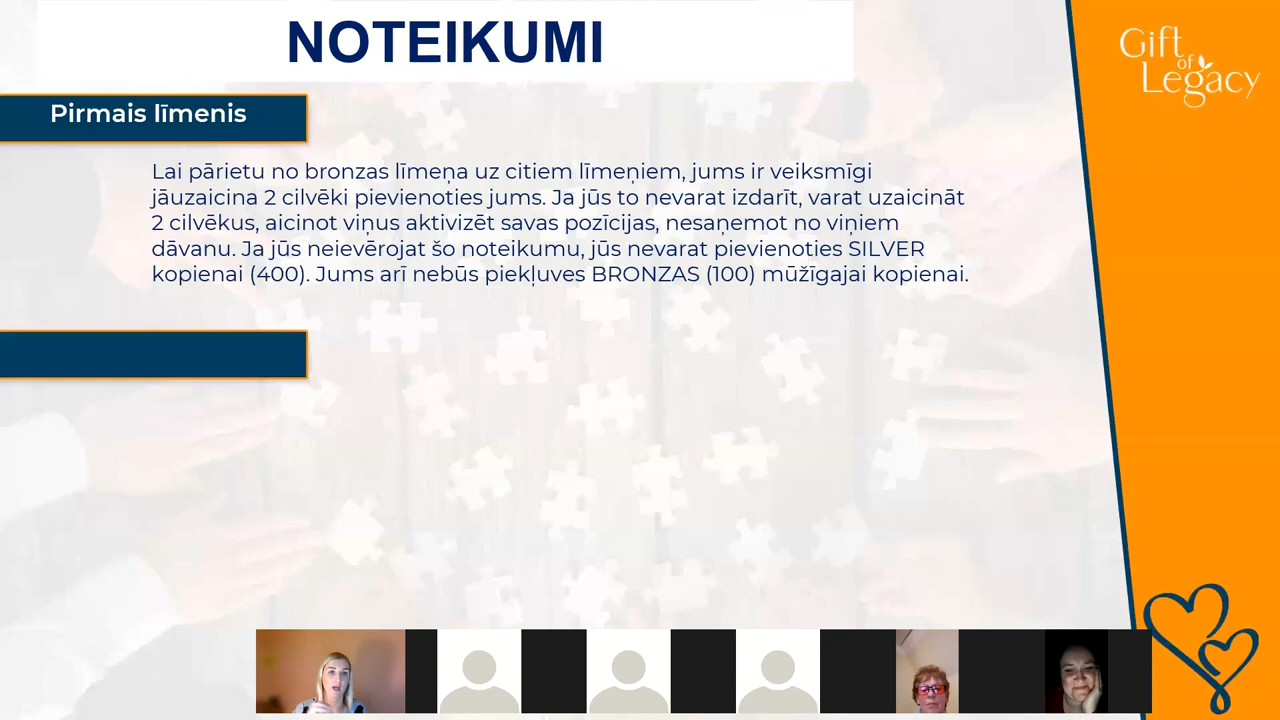 NOTEIKUMI
Gift
of
Legacy
Pirmais līmenis
Lai pārietu no bronzas līmeņa uz citiem līmeņiem, jums ir veiksmīgi
jāuzaicina 2 cilvēki pievienoties jums. Ja jūs to nevarat izdarīt, varat uzaicināt
2 cilvēkus, aicinot viņus aktivizēt savas pozīcijas, nesaņemot no viņiem
dāvanu. Ja jūs neievērojat šo noteikumu, jūs nevarat pievienoties SILVER
kopienai (400). Jums arī nebūs piekļuves BRONZAS (100) mūžīgajai kopienai.